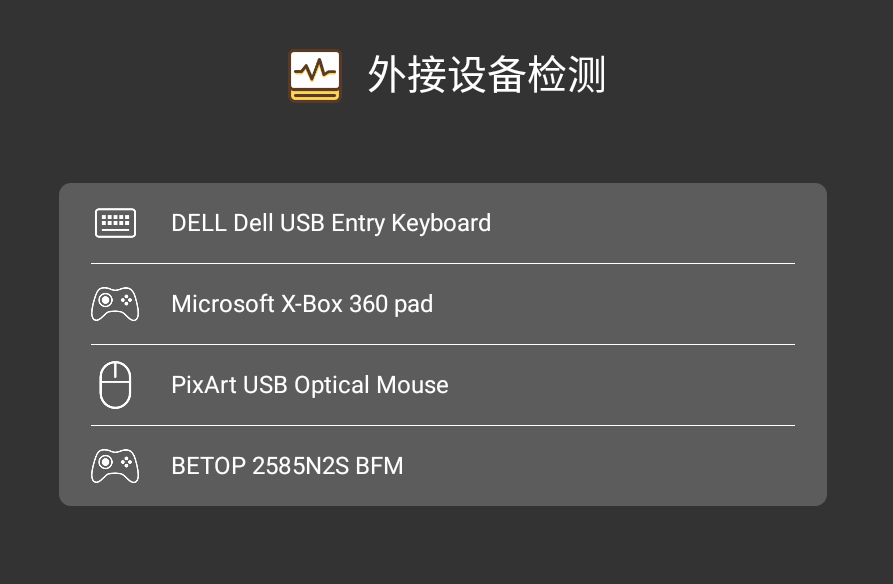 外接设备检测
DELL Dell USB Entry Keyboard
Microsoft X-Box 360 pad
PixArt USB Optical Mouse
BETOP 2585N2S BFM